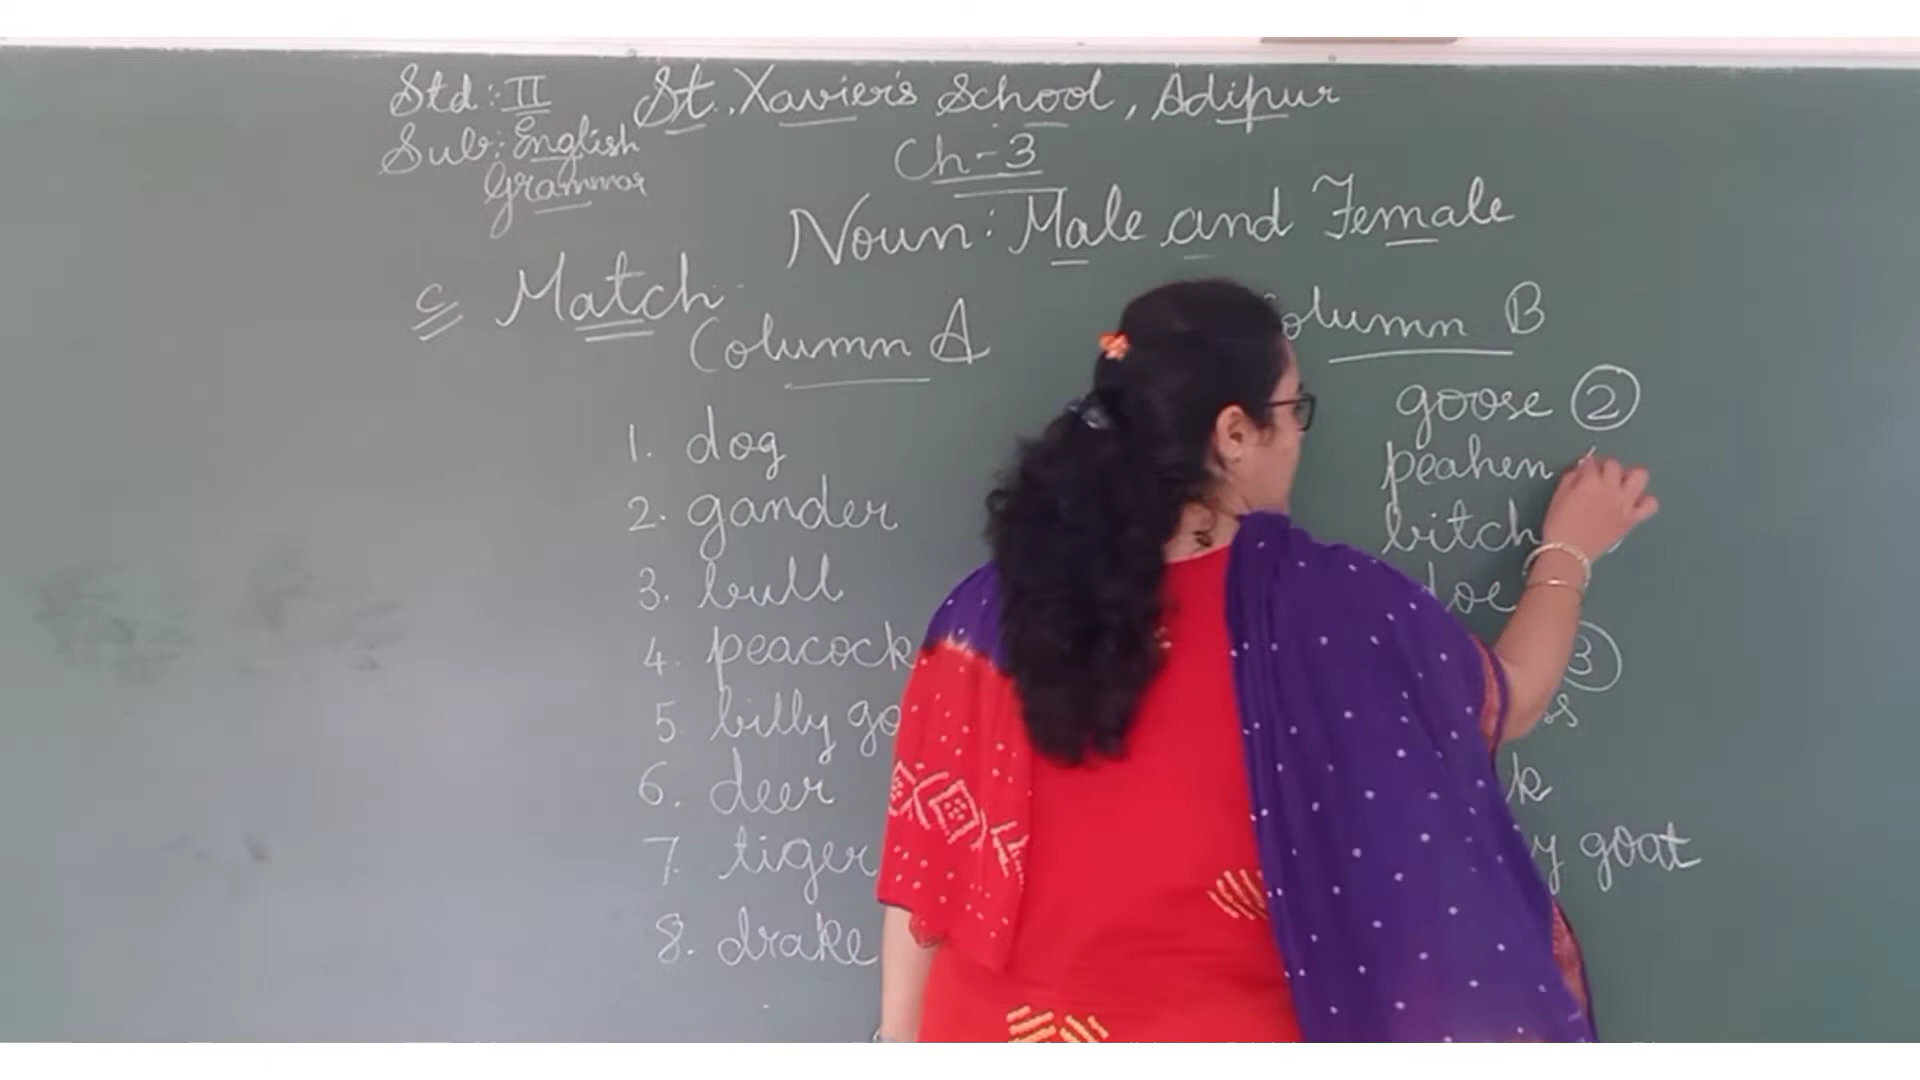 Std: II St. Xavier's School, Adipur
Sub: English
Grammar
Ch-3
Noun: Male and Female
C Match
Column A
Column B
1. dog
goose 2
2. gander
peahen
3. bull
bitch
4. peacock
doe
5. billy
3
6. deer
7. tiger
goat
8. drake